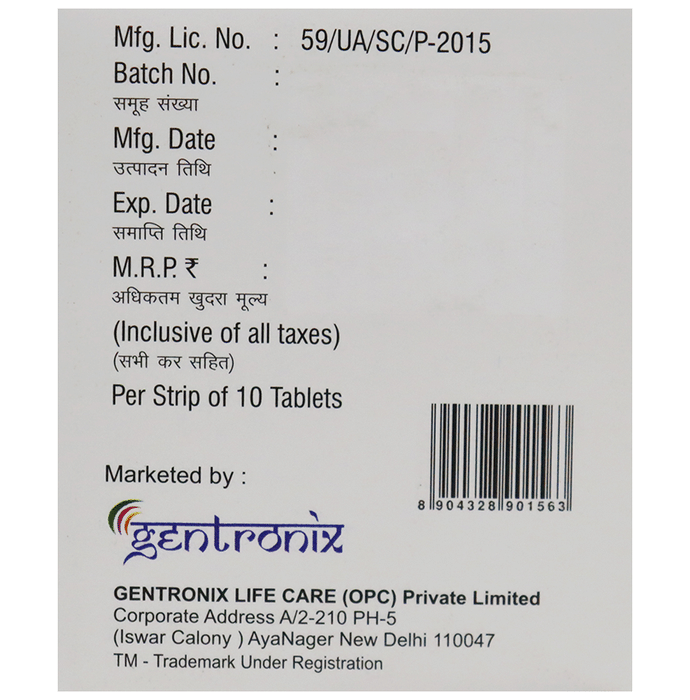 Mfg. Lic. No. : 59/UA/SC/P-2015
Batch No. :
समूह संख्या
Mfg. Date :
उत्पादन तिथि
Exp. Date :
समाप्ति तिथि
M.R.P. ₹ :
अधिकतम खुदरा मूल्य
(Inclusive of all taxes)
(सभी कर सहित)
Per Strip of 10 Tablets
8 904328 901563
Marketed by :
gentronix
GENTRONIX LIFE CARE (OPC) Private Limited
Corporate Address A/2-210 PH-5
(Iswar Calony ) AyaNager New Delhi 110047
TM - Trademark Under Registration